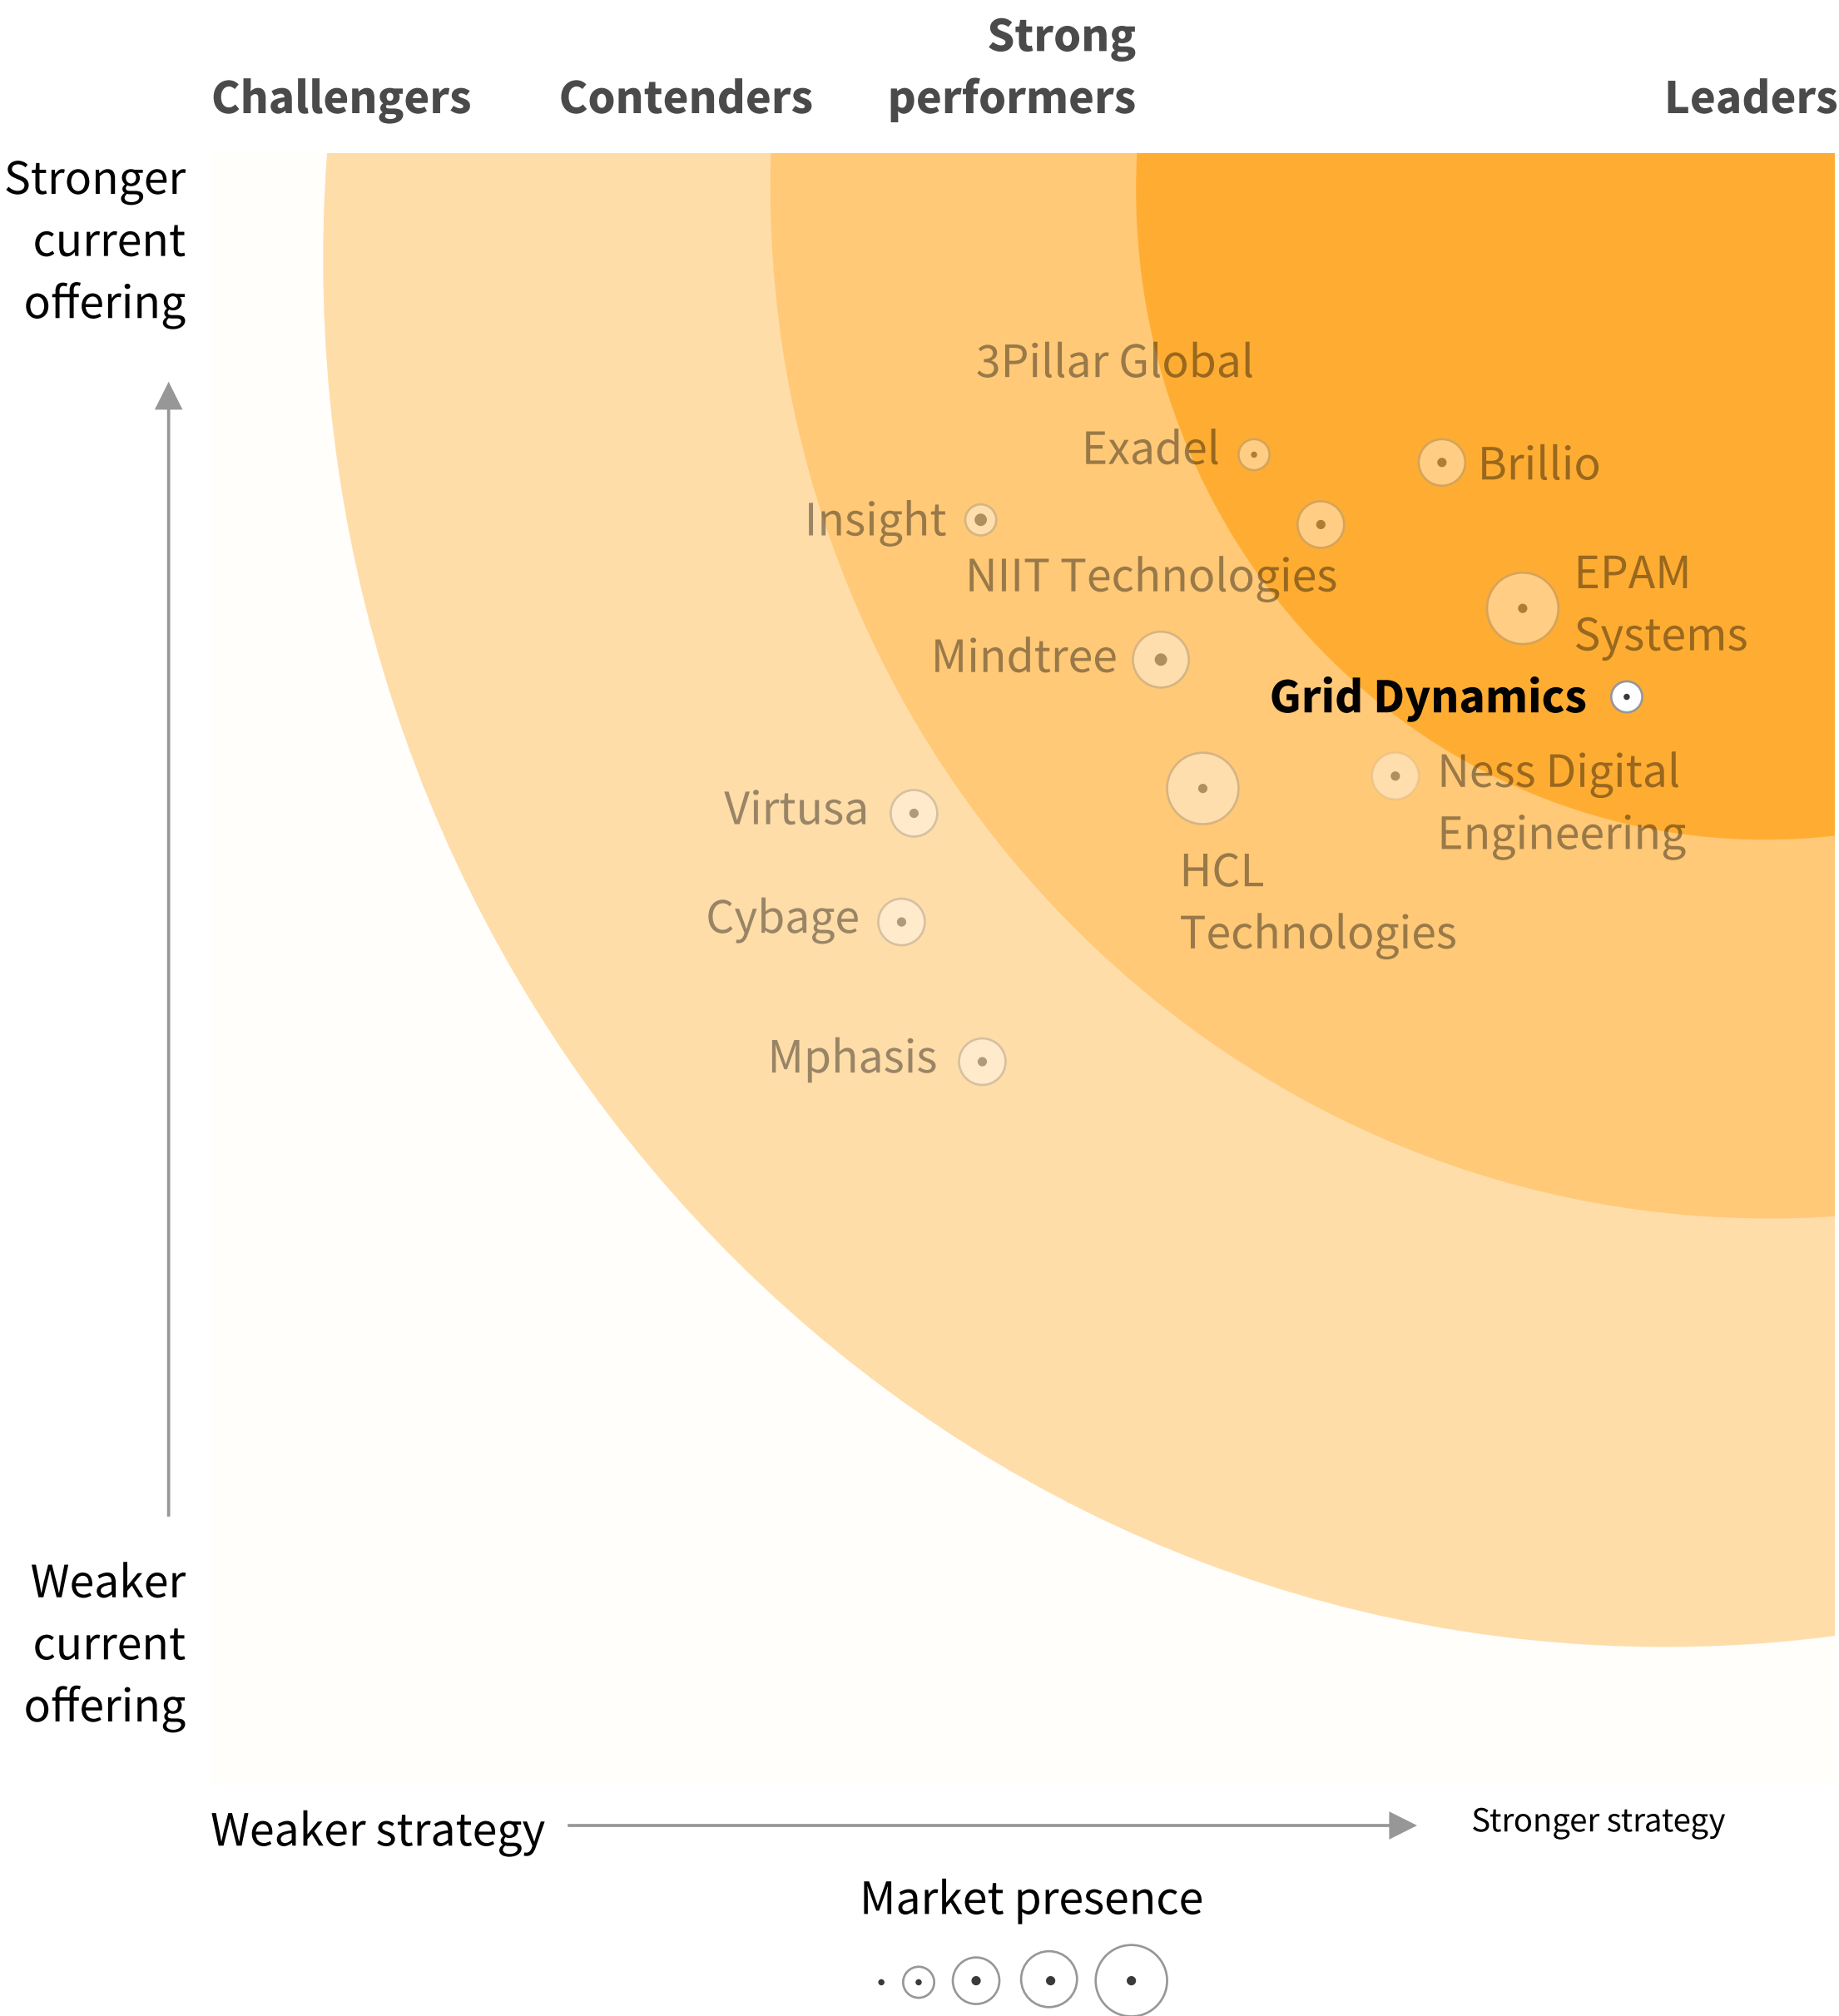 Strong
Challengers Contenders performers Leaders
Stronger
current
offering
3Pillar Global
Exadel
Brillio
Insight
NIIT Technologies
EPAM
Systems
Mindtree
Grid Dynamics
Ness Digital
Engineering
Virtusa
HCL
Technologies
Cybage
Mphasis
Weaker
current
offering
Weaker strategy
Stronger strategy
Market presence